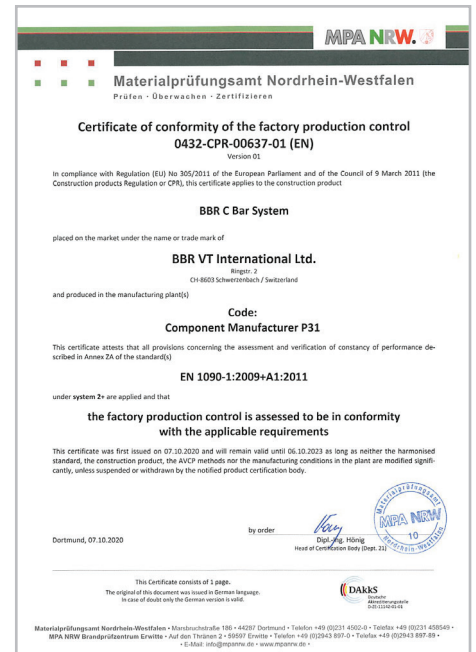 MPA NRW.
Materialprüfungsamt Nordrhein-Westfalen
Prüfen · Überwachen · Zertifizieren
Certificate of conformity of the factory production control
0432-CPR-00637-01 (EN)
Version 01
In compliance with Regulation (EU) No 305/2011 of the European Parliament and of the Council of 9 March 2011 (the
Construction products Regulation or CPR), this certificate applies to the construction product
BBR C Bar System
placed on the market under the name or trade mark of
BBR VT International Ltd.
Ringstr. 2
CH-8603 Schwerzenbach / Switzerland
and produced in the manufacturing plant(s)
Code:
Component Manufacturer P31
This certificate attests that all provisions concerning the assessment and verification of constancy of performance de-
scribed in Annex ZA of the standard(s)
EN 1090-1:2009+A1:2011
under system 2+ are applied and that
the factory production control is assessed to be in conformity
with the applicable requirements
This certificate was first issued on 07.10.2020 and will remain valid until 06.10.2023 as long as neither the harmonised
standard, the construction product, the AVCP methods nor the manufacturing conditions in the plant are modified signifi-
cantly, unless suspended or withdrawn by the notified product certification body.
Materialprüfungsamt
MPA NRW
10
Nordrhein-Westfalen
by order
Dortmund, 07.10.2020
Dipl.-Ing. Hönig
Head of Certification Body (Dept. 21)
This Certificate consists of 1 page.
The original of this document was issued in German language.
In case of doubt only the German version is valid.
DAkkS
Deutsche
Akkreditierungsstelle
D-ZE-11142-01-01
Materialprüfungsamt Nordrhein-Westfalen • Marsbruchstraße 186 • 44287 Dortmund • Telefon +49 (0)231 4502-0 • Telefax +49 (0)231 458549 •
MPA NRW Brandprüfzentrum Erwitte • Auf den Thränen 2 • 59597 Erwitte • Telefon +49 (0)2943 897-0 • Telefax +49 (0)2943 897-89 •
• E-Mail: info@mpanrw.de • www.mpanrw.de •